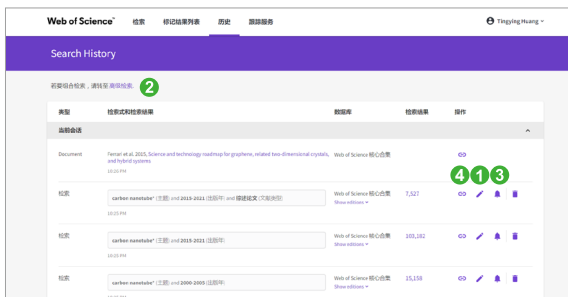 Web of Science™ 检索 标记结果列表 历史 跟踪服务 Tingying Huang
Search History
若要组合检索，请转至高级检索. 2
类型 检索式和检索结果 数据库 检索结果 操作
当前会话
Document Ferrari et al. 2015, Science and technology roadmap for graphene, related two-dimensional crystals, and hybrid systems Web of Science 核心合集
10:26 PM
4 1 3
检索 carbon nanotube* (主题) and 2015-2021 (出版年) and 综述论文 (文献类型) Web of Science 核心合集 7,527
Show editions
10:25 PM
检索 carbon nanotube* (主题) and 2015-2021 (出版年) Web of Science 核心合集 103,182
Show editions
10:25 PM
检索 carbon nanotube* (主题) and 2000-2005 (出版年) Web of Science 核心合集 15,158
Show editions